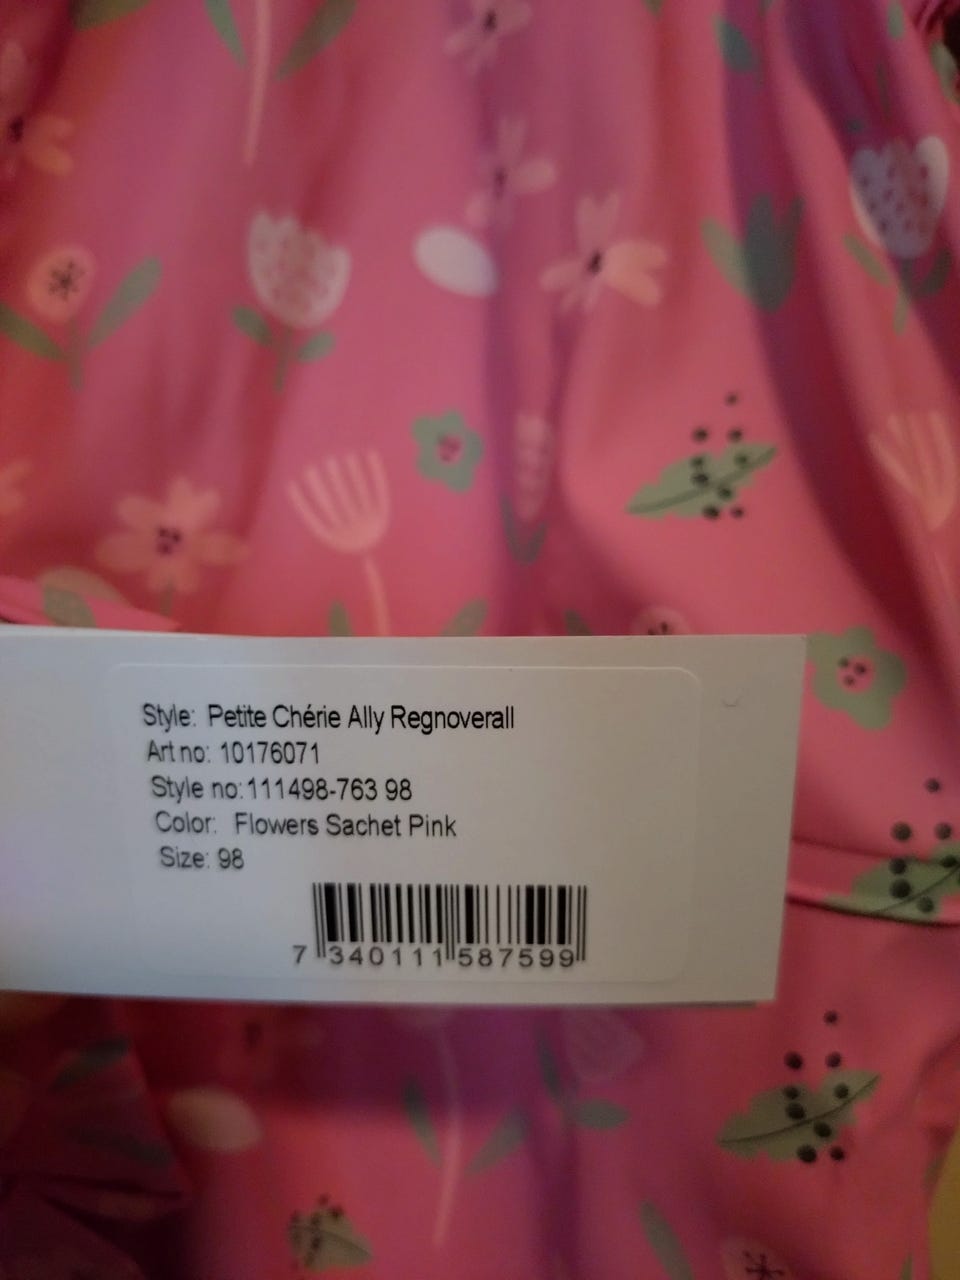 Style: Petite Chérie Ally Regnoverall
Art no: 10176071
Style no:111498-763 98
Color: Flowers Sachet Pink
Size: 98
7 340111 587599